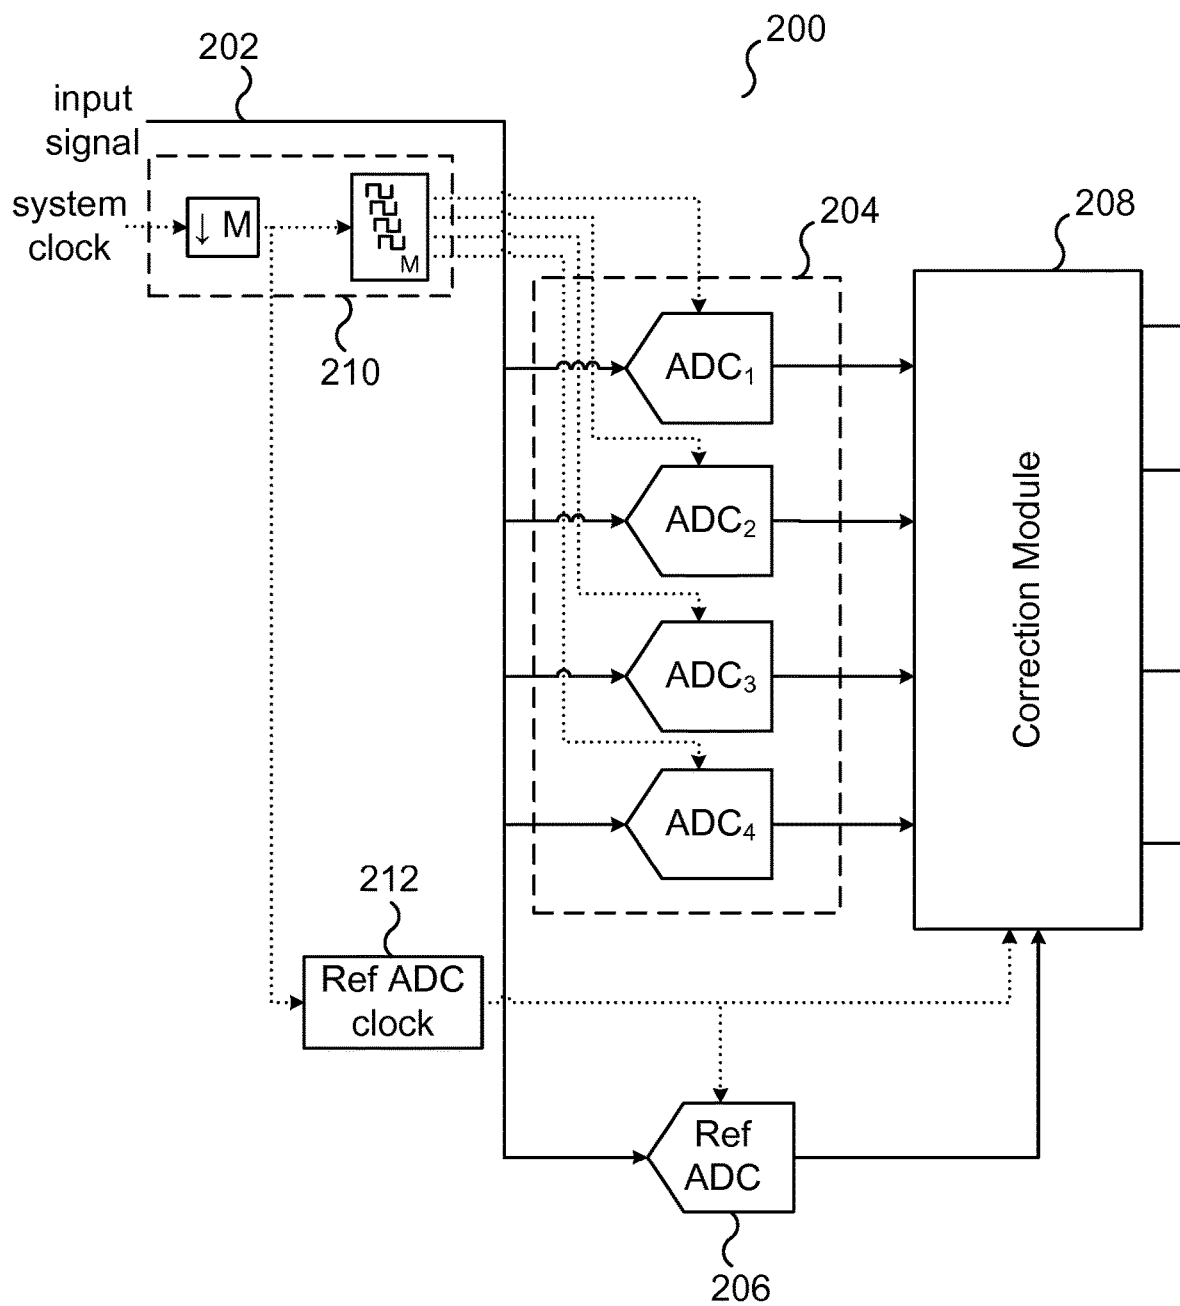 200
202
input
signal
system
clock
↓ M
M
210
204
208
ADC₁
ADC₂
ADC₃
ADC₄
Correction Module
212
Ref ADC
clock
Ref
ADC
206